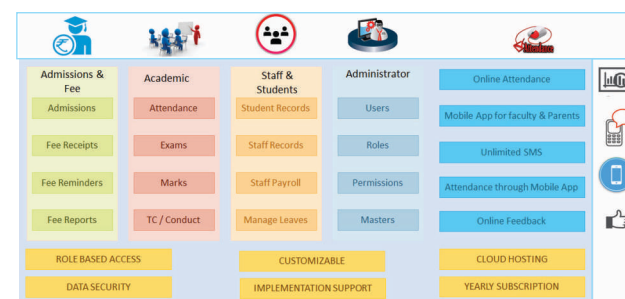 Admissions &
Fee
Admissions
Fee Receipts
Fee Reminders
Fee Reports
Academic
Attendance
Exams
Marks
TC / Conduct
Staff &
Students
Student Records
Staff Records
Staff Payroll
Manage Leaves
Administrator
Users
Roles
Permissions
Masters
Online Attendance
Mobile App for faculty & Parents
Unlimited SMS
Attendance through Mobile App
Online Feedback
ROLE BASED ACCESS
CUSTOMIZABLE
CLOUD HOSTING
DATA SECURITY
IMPLEMENTATION SUPPORT
YEARLY SUBSCRIPTION